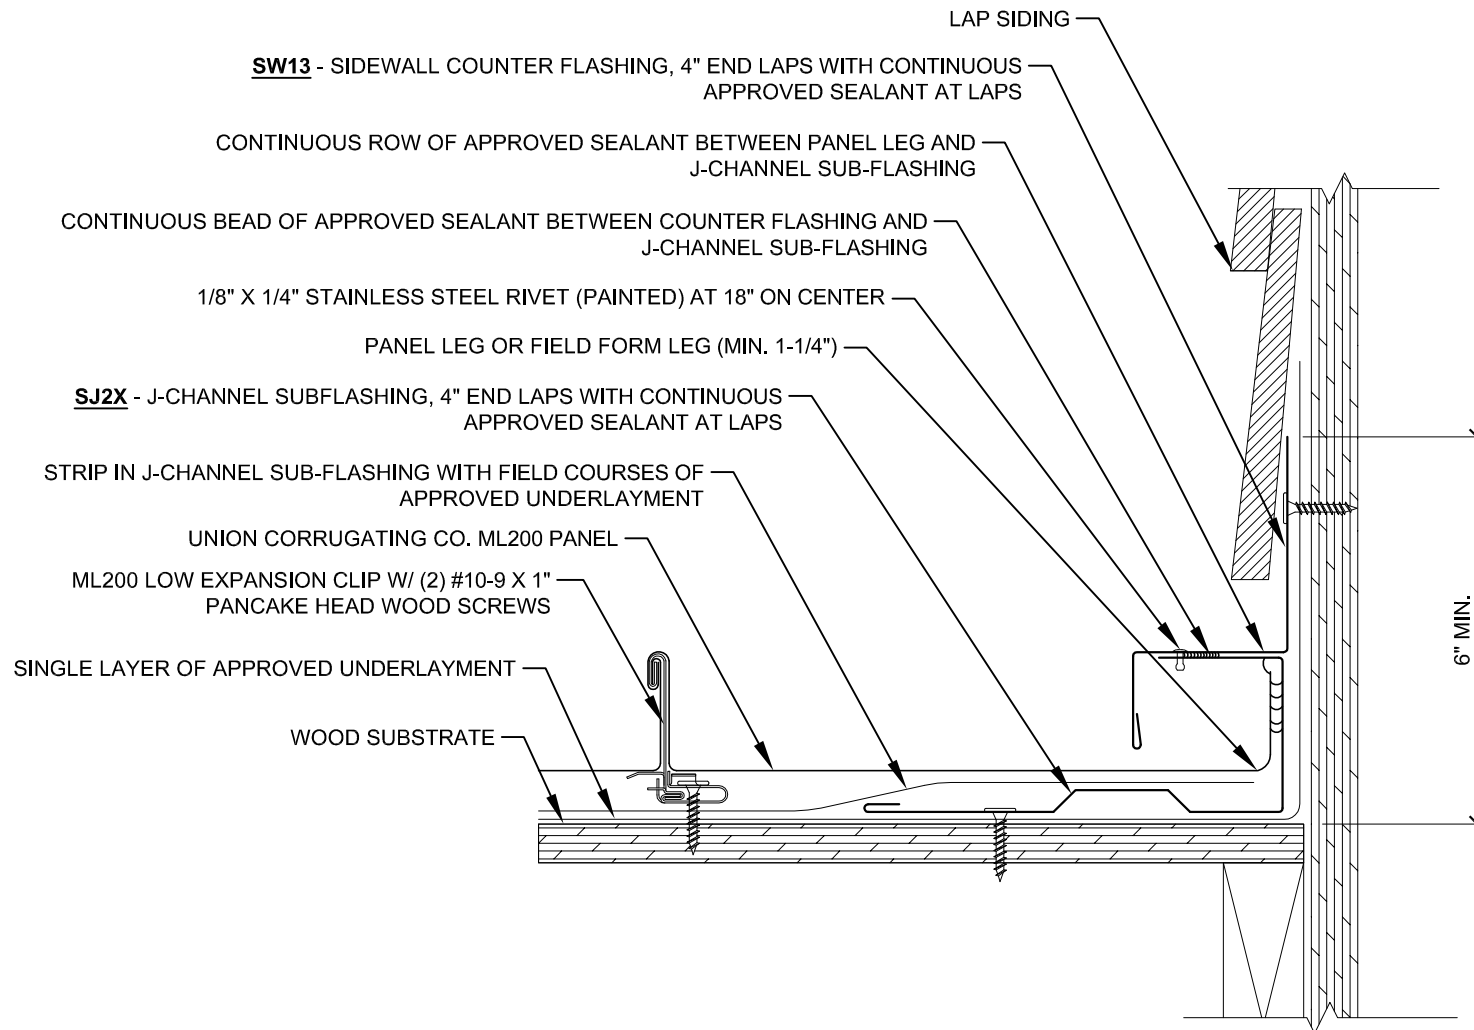 LAP SIDING
SW13 - SIDEWALL COUNTER FLASHING, 4" END LAPS WITH CONTINUOUS
APPROVED SEALANT AT LAPS
CONTINUOUS ROW OF APPROVED SEALANT BETWEEN PANEL LEG AND
J-CHANNEL SUB-FLASHING
CONTINUOUS BEAD OF APPROVED SEALANT BETWEEN COUNTER FLASHING AND
J-CHANNEL SUB-FLASHING
1/8" X 1/4" STAINLESS STEEL RIVET (PAINTED) AT 18" ON CENTER
PANEL LEG OR FIELD FORM LEG (MIN. 1-1/4")
SJ2X - J-CHANNEL SUBFLASHING, 4" END LAPS WITH CONTINUOUS
APPROVED SEALANT AT LAPS
STRIP IN J-CHANNEL SUB-FLASHING WITH FIELD COURSES OF
APPROVED UNDERLAYMENT
UNION CORRUGATING CO. ML200 PANEL
ML200 LOW EXPANSION CLIP W/ (2) #10-9 X 1"
PANCAKE HEAD WOOD SCREWS
SINGLE LAYER OF APPROVED UNDERLAYMENT
WOOD SUBSTRATE
6" MIN.